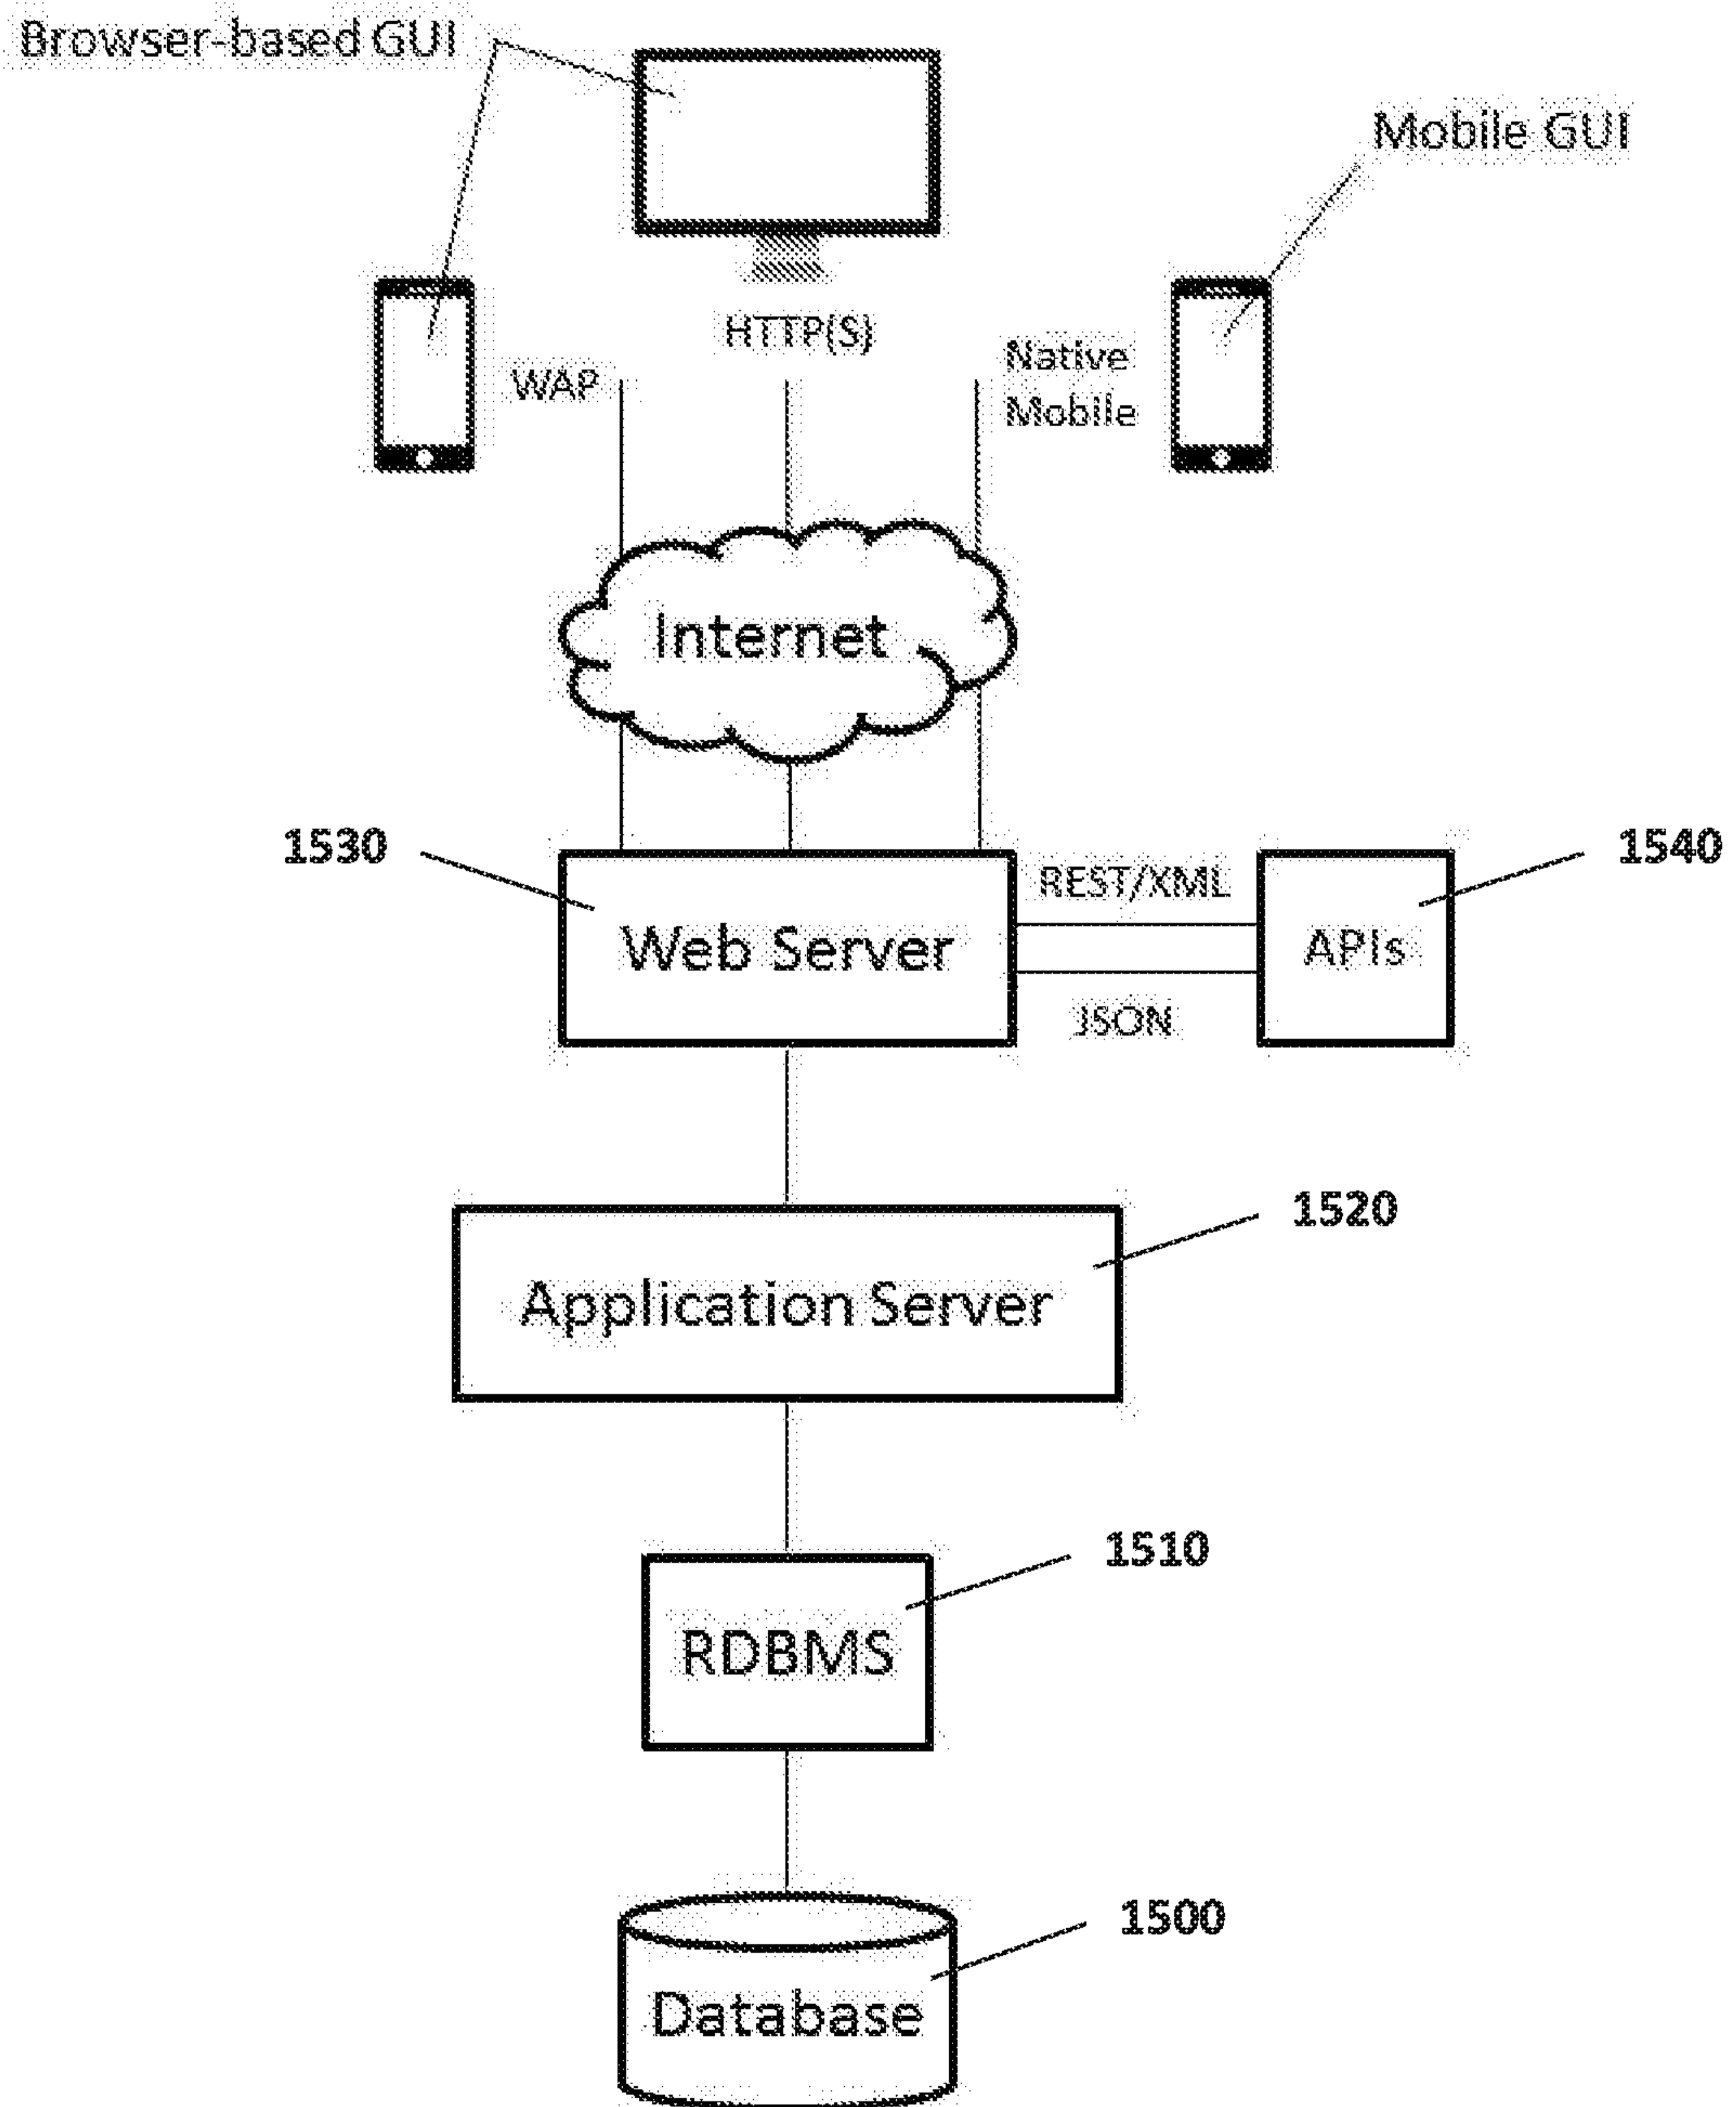 Browser-based GUI
Mobile GUI
HTTP(S)
WAP
Native
Mobile
Internet
1530
1540
REST/XML
Web Server
APIs
JSON
1520
Application Server
1510
RDBMS
1500
Database